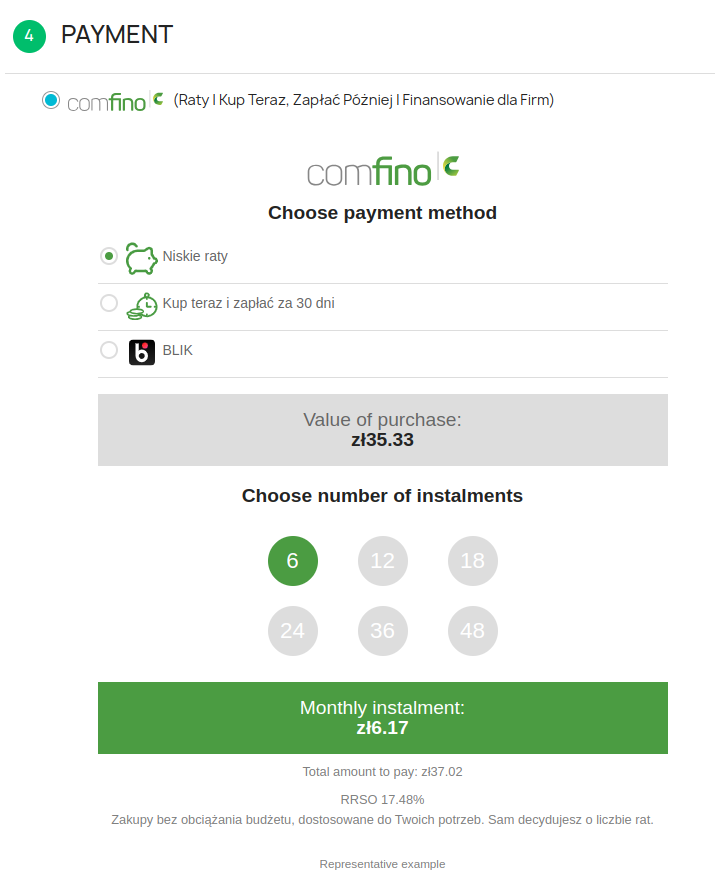 4 PAYMENT
comfino (Raty I Kup Teraz, Zapłać Później I Finansowanie dla Firm)
comfino
Choose payment method
Niskie raty
Kup teraz i zapłać za 30 dni
b BLIK
Value of purchase:
zł35.33
Choose number of instalments
6 12 18
24 36 48
Monthly instalment:
zł6.17
Total amount to pay: zł37.02
RRSO 17.48%
Zakupy bez obciążania budżetu, dostosowane do Twoich potrzeb. Sam decydujesz o liczbie rat.
Representative example